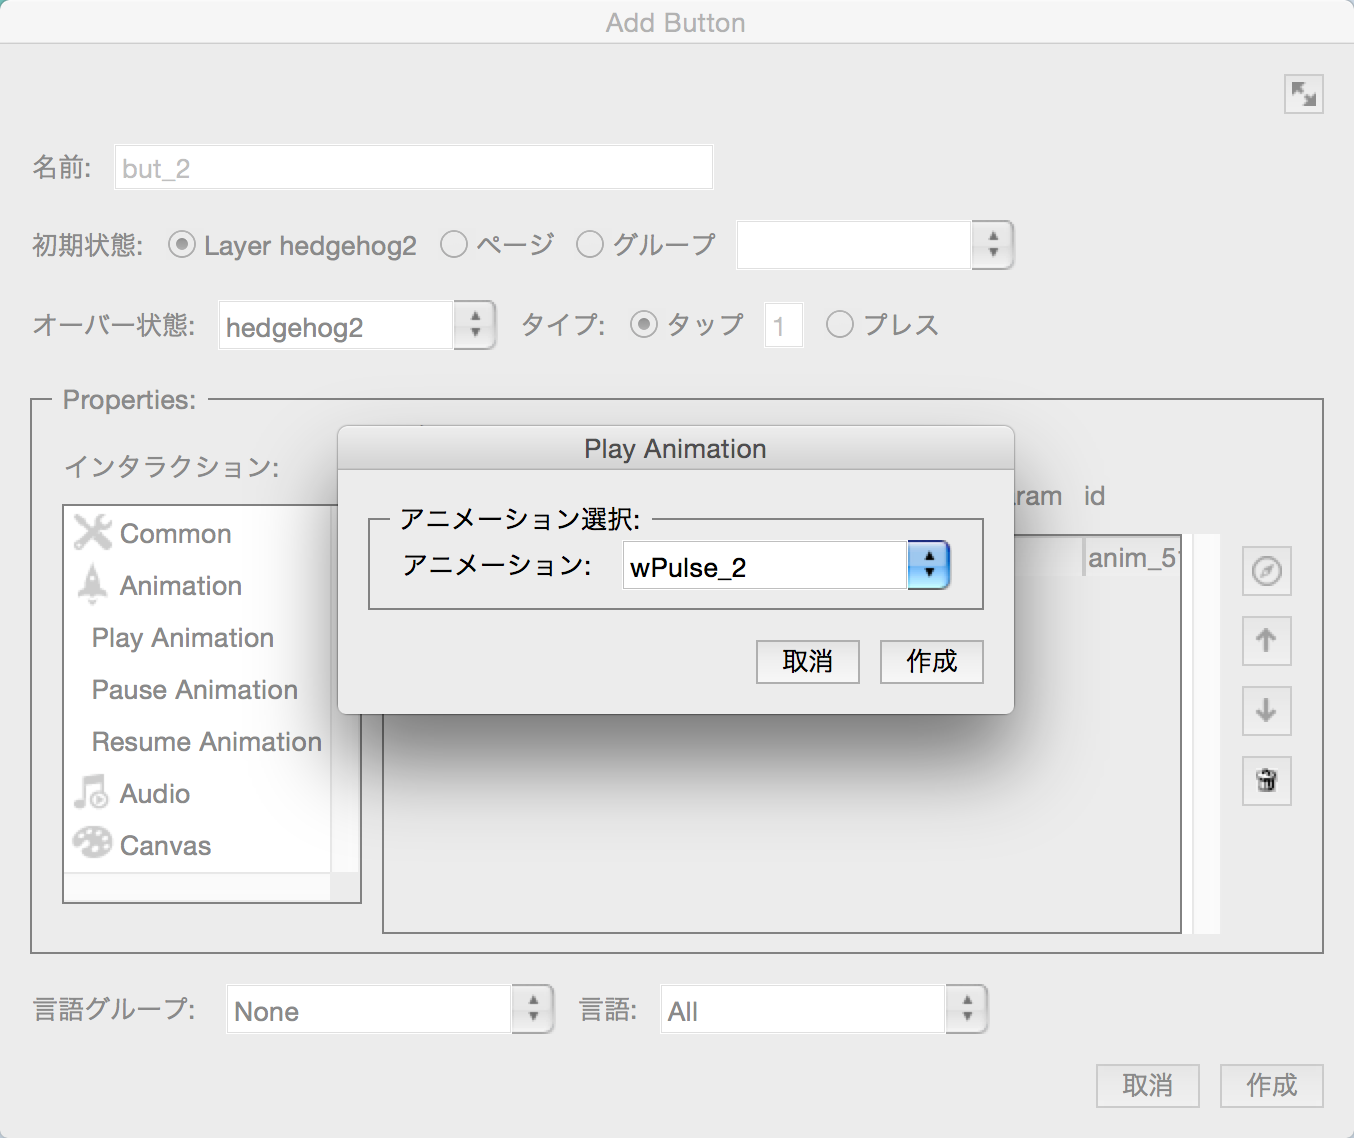 Add Button
名前: but_2
初期状態: Layer hedgehog2 ページ グループ
オーバー状態: hedgehog2 タイプ: タップ 1 プレス
Properties:
インタラクション:
Common
Animation
Play Animation
Pause Animation
Resume Animation
Audio
Canvas
id
Play Animation
アニメーション選択:
アニメーション: wPulse_2
取消 作成
言語グループ: None 言語: All
取消 作成